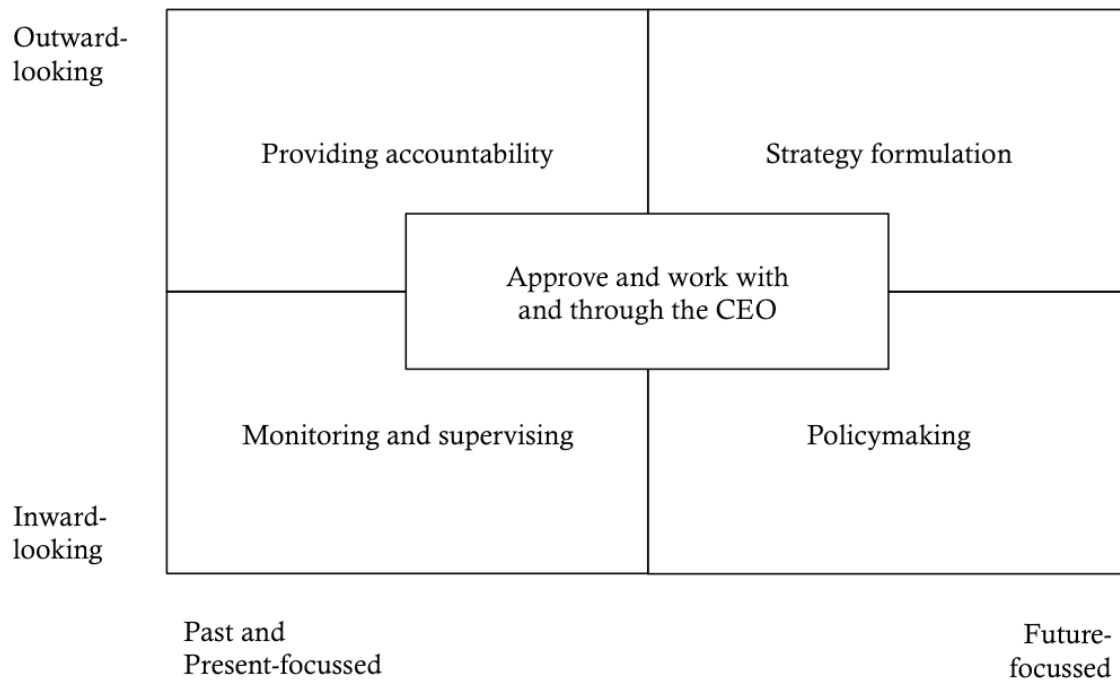 Outward-
looking
Providing accountability
Strategy formulation
Approve and work with
and through the CEO
Monitoring and supervising
Policymaking
Inward-
looking
Past and
Present-focussed
Future-
focussed